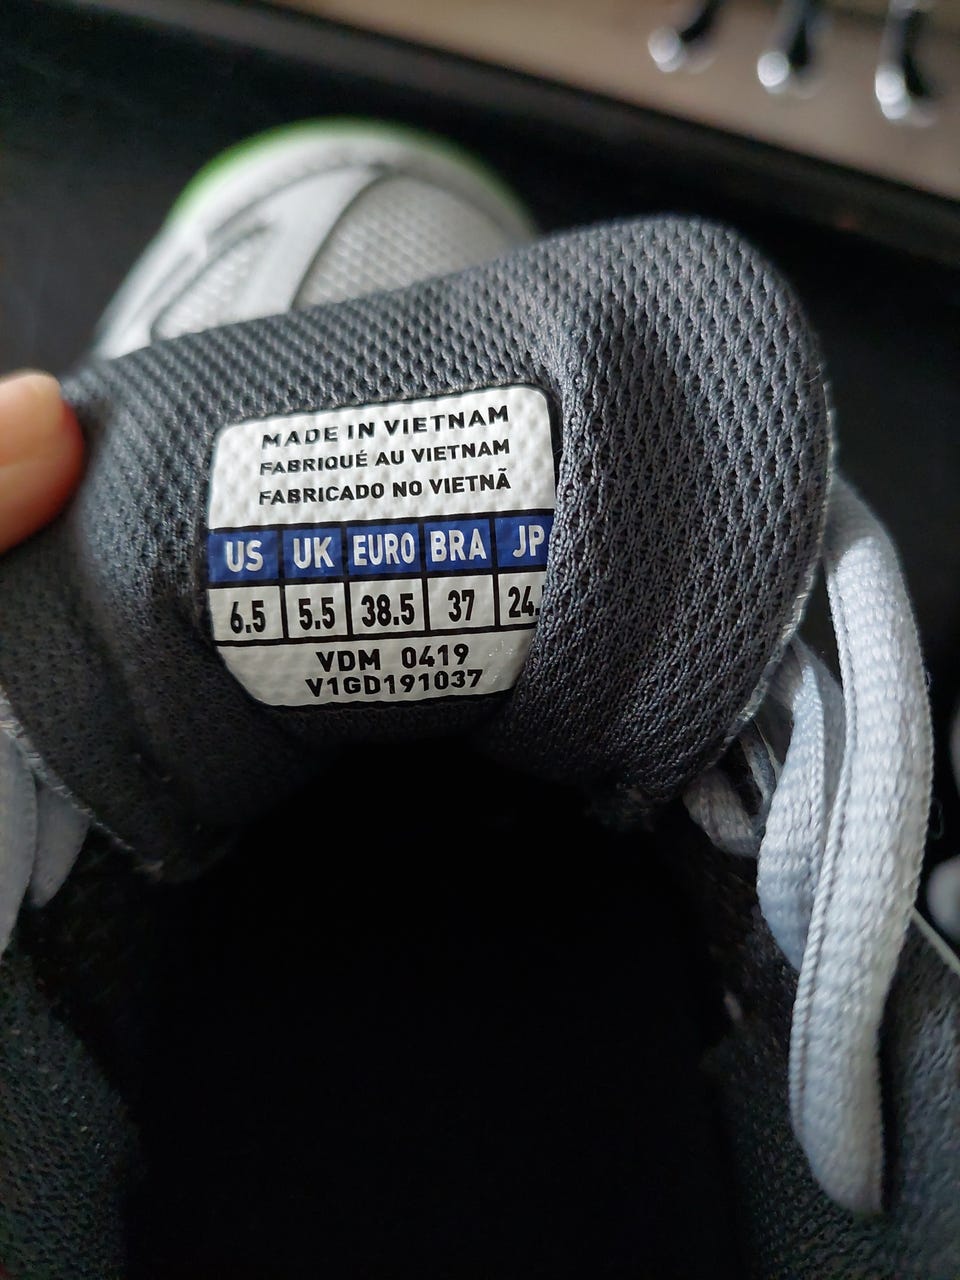 MADE IN VIETNAM
FABRIQUÉ AU VIETNAM
FABRICADO NO VIETNÃ
US UK EURO BRA JP
6.5 5.5 38.5 37 24.
VDM 0419
V1GD191037